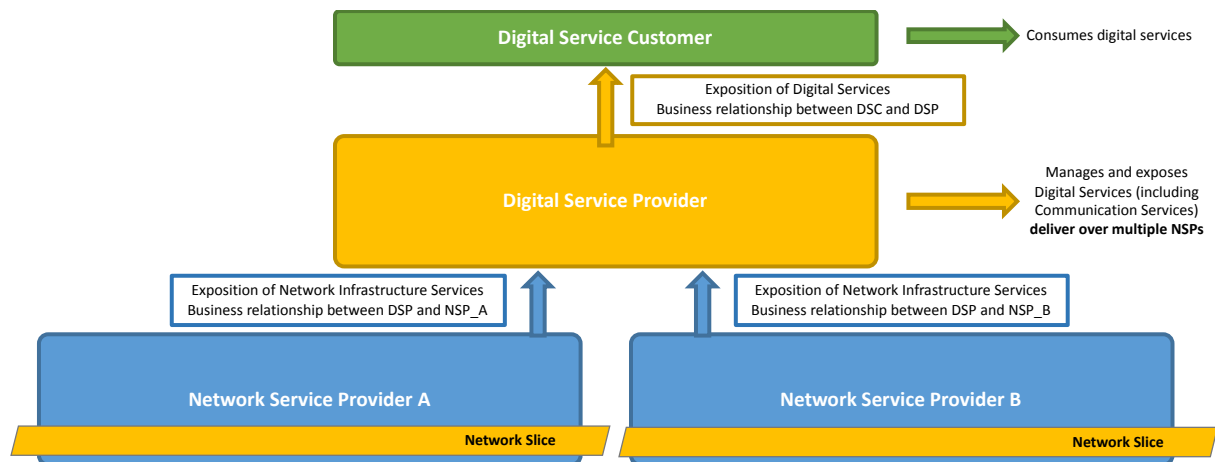 Digital Service Customer
Consumes digital services
Exposition of Digital Services
Business relationship between DSC and DSP
Digital Service Provider
Manages and exposes
Digital Services (including
Communication Services)
deliver over multiple NSPs
Exposition of Network Infrastructure Services
Business relationship between DSP and NSP_A
Exposition of Network Infrastructure Services
Business relationship between DSP and NSP_B
Network Service Provider A
Network Service Provider B
Network Slice
Network Slice